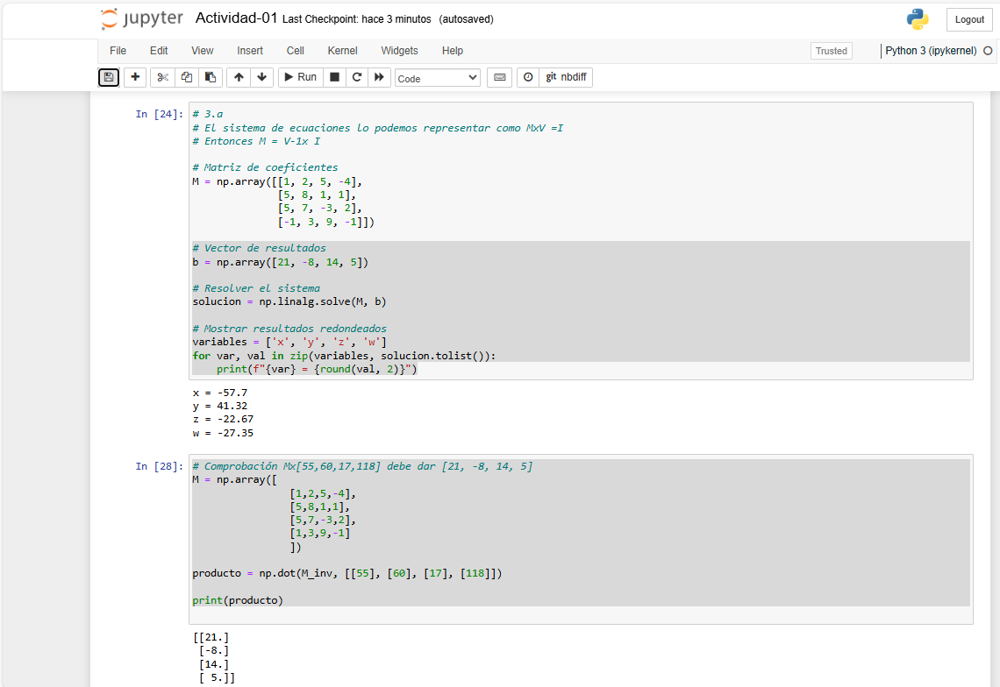 jupyter Actividad-01 Last Checkpoint: hace 3 minutos (autosaved)
Logout
File Edit View Insert Cell Kernel Widgets Help
Trusted
Python 3 (ipykernel)
Run
Code
git nbdiff
In [24]:
# 3.a
# El sistema de ecuaciones lo podemos representar como MxV =I
# Entonces M = V-1x I
# Matriz de coeficientes
M = np.array([[1, 2, 5, -4],
[5, 8, 1, 1],
[5, 7, -3, 2],
[-1, 3, 9, -1]])
# Vector de resultados
b = np.array([21, -8, 14, 5])
# Resolver el sistema
solucion = np.linalg.solve(M, b)
# Mostrar resultados redondeados
variables = ['x', 'y', 'z', 'w']
for var, val in zip(variables, solucion.tolist()):
print(f"{var} = {round(val, 2)}")
x = -57.7
y = 41.32
z = -22.67
w = -27.35
In [28]:
# Comprobación Mx[55,60,17,118] debe dar [21, -8, 14, 5]
M = np.array([
[1,2,5,-4],
[5,8,1,1],
[5,7,-3,2],
[1,3,9,-1]
])
producto = np.dot(M_inv, [[55], [60], [17], [118]])
print(producto)
[[21.]
[-8.]
[14.]
[ 5.]]